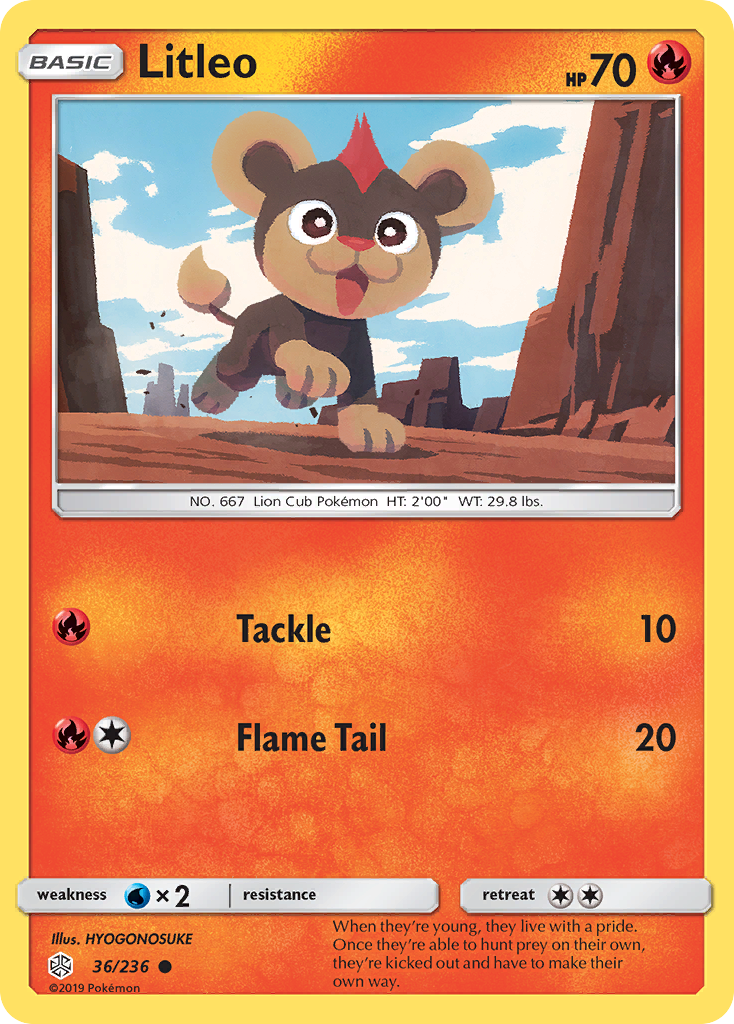 BASIC Litleo HP 70
NO. 667 Lion Cub Pokémon HT: 2'00" WT: 29.8 lbs.
Tackle 10
Flame Tail 20
weakness × 2 resistance retreat
Illus. HYOGONOSUKE
36/236
©2019 Pokémon
When they're young, they live with a pride.
Once they're able to hunt prey on their own,
they're kicked out and have to make their
own way.